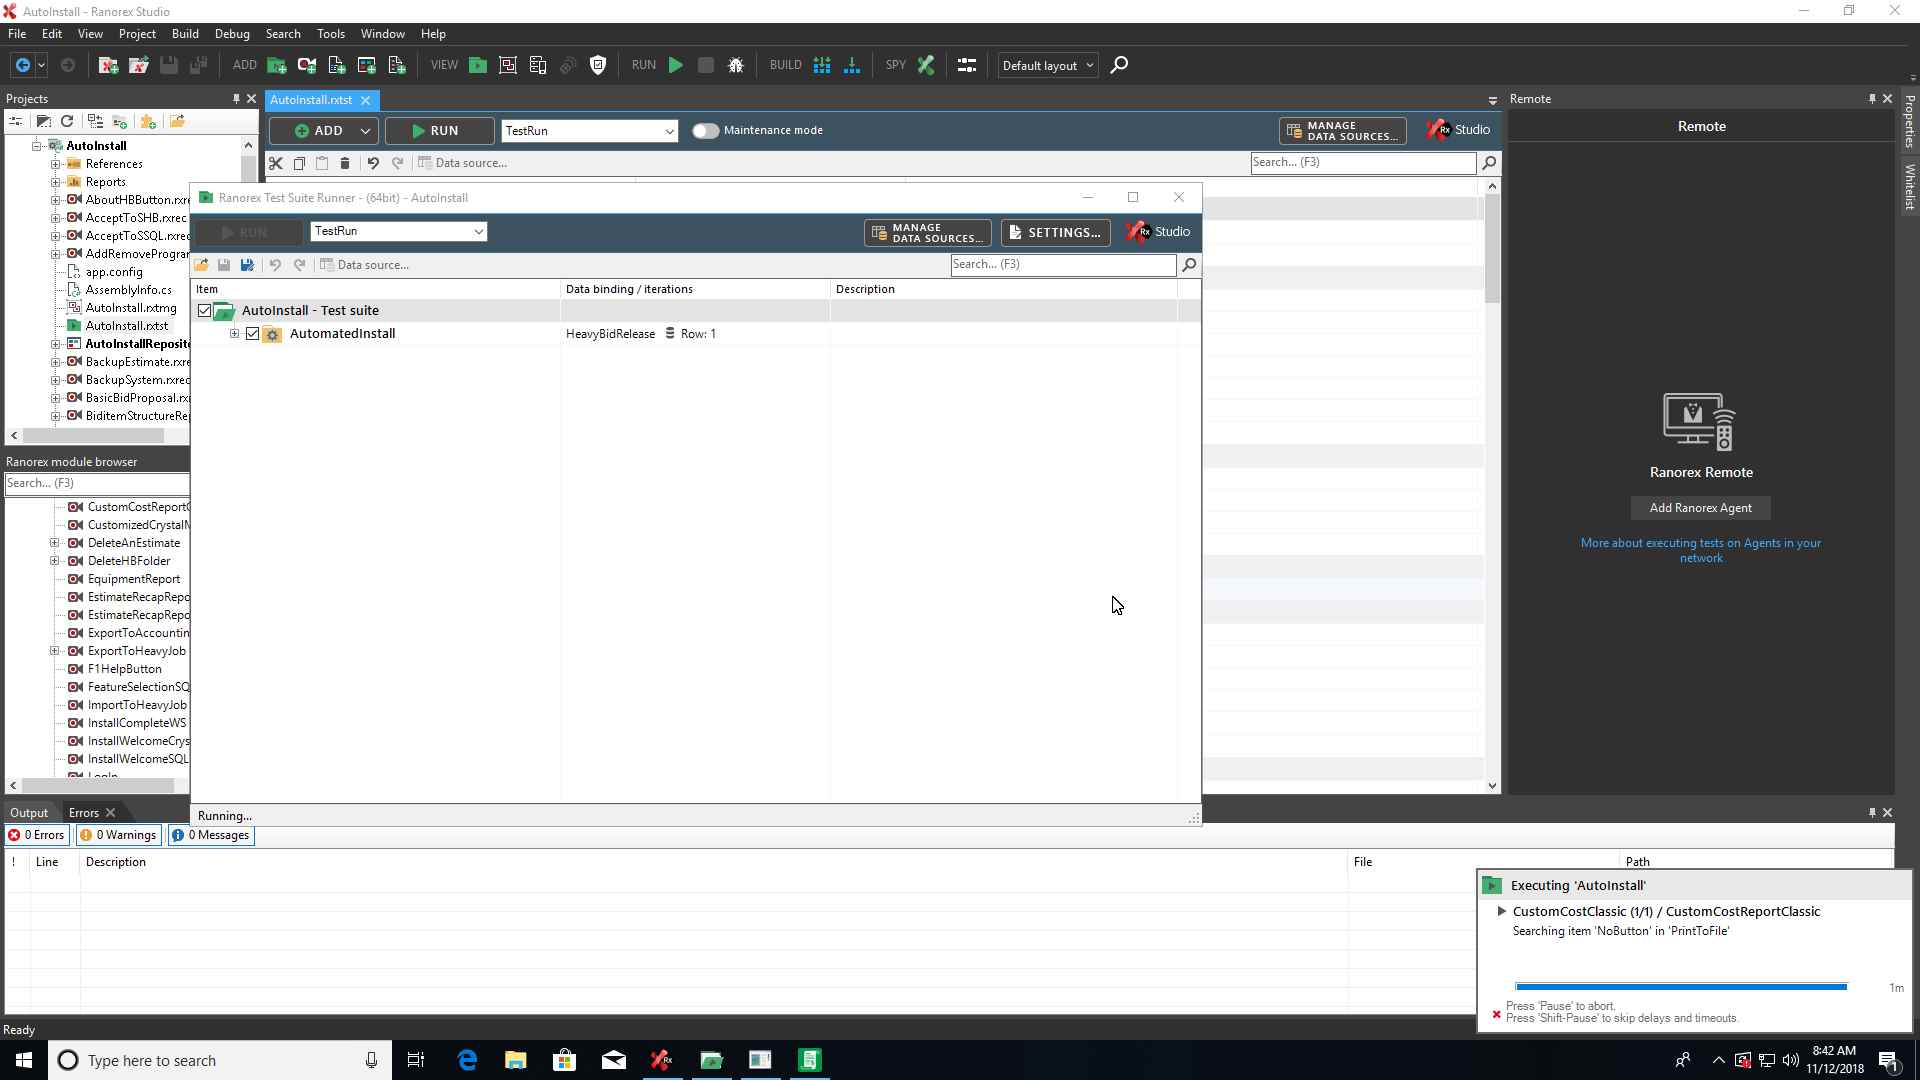 AutoInstall - Ranorex Studio
File Edit View Project Build Debug Search Tools Window Help
ADD VIEW RUN BUILD SPY Default layout
Projects
AutoInstall.rxtst
Remote
Properties
Whitelist
ADD RUN TestRun Maintenance mode MANAGE DATA SOURCES... Rx Studio
Data source... Search... (F3)
Remote
AutoInstall
References
Reports
AboutHBButton.rxre
AcceptToSHB.rxrec
AcceptToSSQL.rxrec
AddRemovePrograr
app.config
AssemblyInfo.cs
AutoInstall.rxtmg
AutoInstall.rxtst
AutoInstallReposito
BackupEstimate.rxre
BackupSystem.rxrec
BasicBidProposal.rx
BiditemStructureRe
Ranorex module browser
Search... (F3)
CustomCostReportC
CustomizedCrystalM
DeleteAnEstimate
DeleteHBFolder
EquipmentReport
EstimateRecapRepo
EstimateRecapRepo
ExportToAccountin
ExportToHeavyJob
F1HelpButton
FeatureSelectionSQ
ImportToHeavyJob
InstallCompleteWS
InstallWelcomeCrys
InstallWelcomeSQL
LogIn
Ranorex Test Suite Runner - (64bit) - AutoInstall
RUN TestRun MANAGE DATA SOURCES... SETTINGS... Rx Studio
Data source... Search... (F3)
Item Data binding / iterations Description
AutoInstall - Test suite
AutomatedInstall HeavyBidRelease Row: 1
Running...
Ranorex Remote
Add Ranorex Agent
More about executing tests on Agents in your
network
Output Errors
0 Errors 0 Warnings 0 Messages
! Line Description File Path
Executing 'AutoInstall'
CustomCostClassic (1/1) / CustomCostReportClassic
Searching item 'NoButton' in 'PrintToFile'
1m
Press 'Pause' to abort.
Press 'Shift-Pause' to skip delays and timeouts.
Ready
Type here to search
8:42 AM
11/12/2018
1